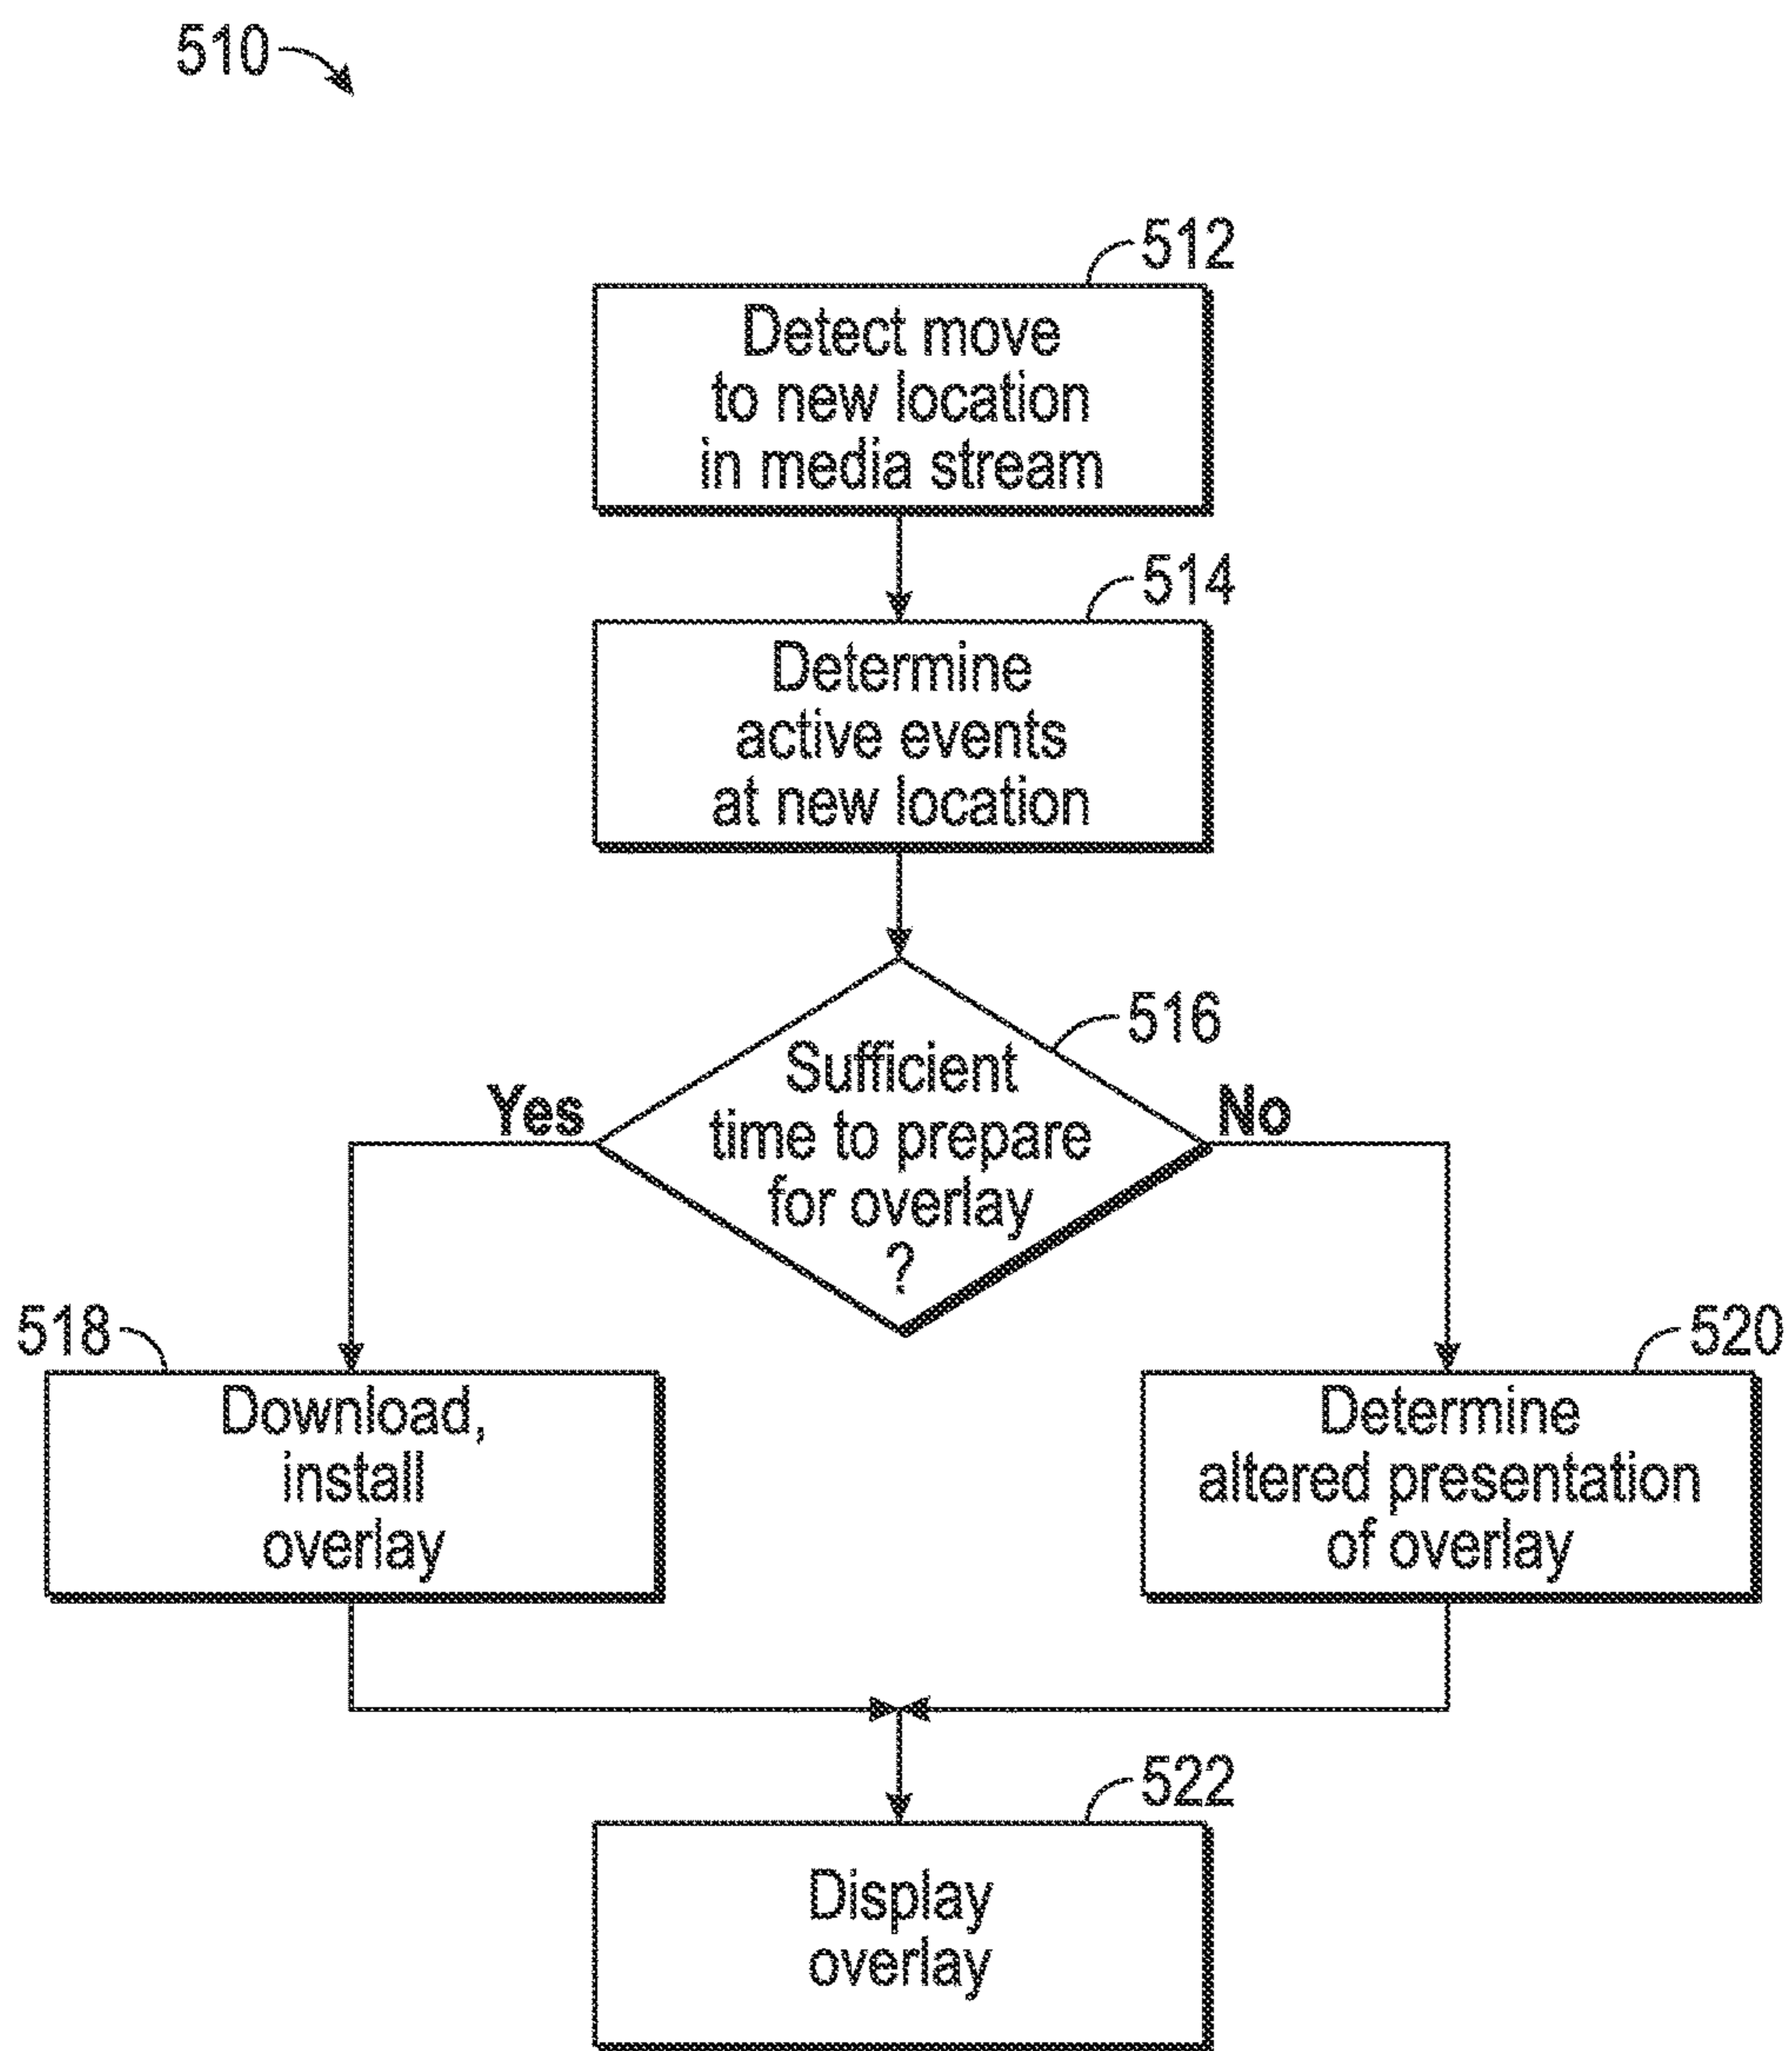 510
512
Detect move
to new location
in media stream
514
Determine
active events
at new location
516
Sufficient
time to prepare
for overlay
?
Yes
No
518
Download,
install
overlay
520
Determine
altered presentation
of overlay
522
Display
overlay